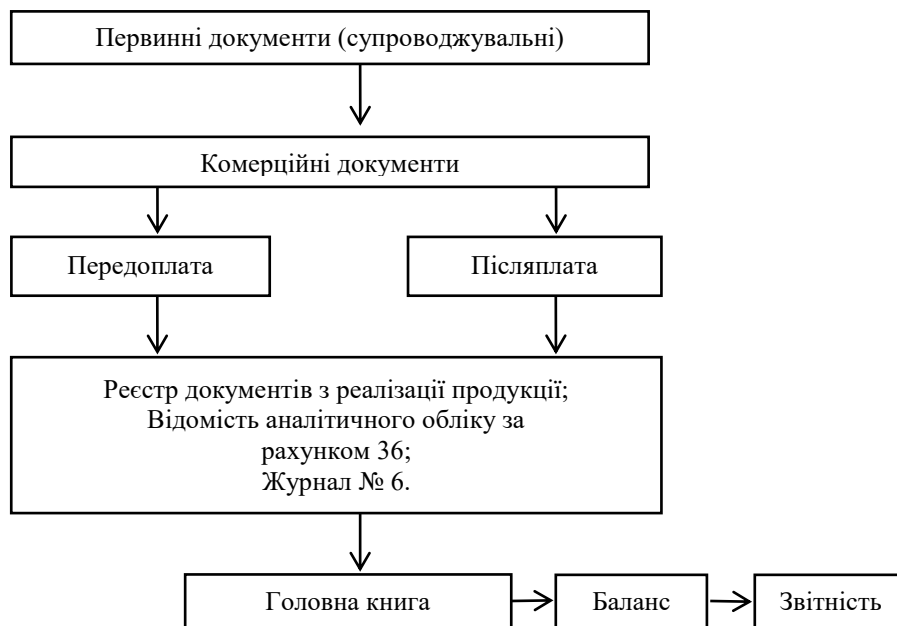 Первинні документи (супроводжувальні)
Комерційні документи
Передоплата
Післяплата
Реєстр документів з реалізації продукції;
Відомість аналітичного обліку за
рахунком 36;
Журнал № 6.
Головна книга
Баланс
Звітність